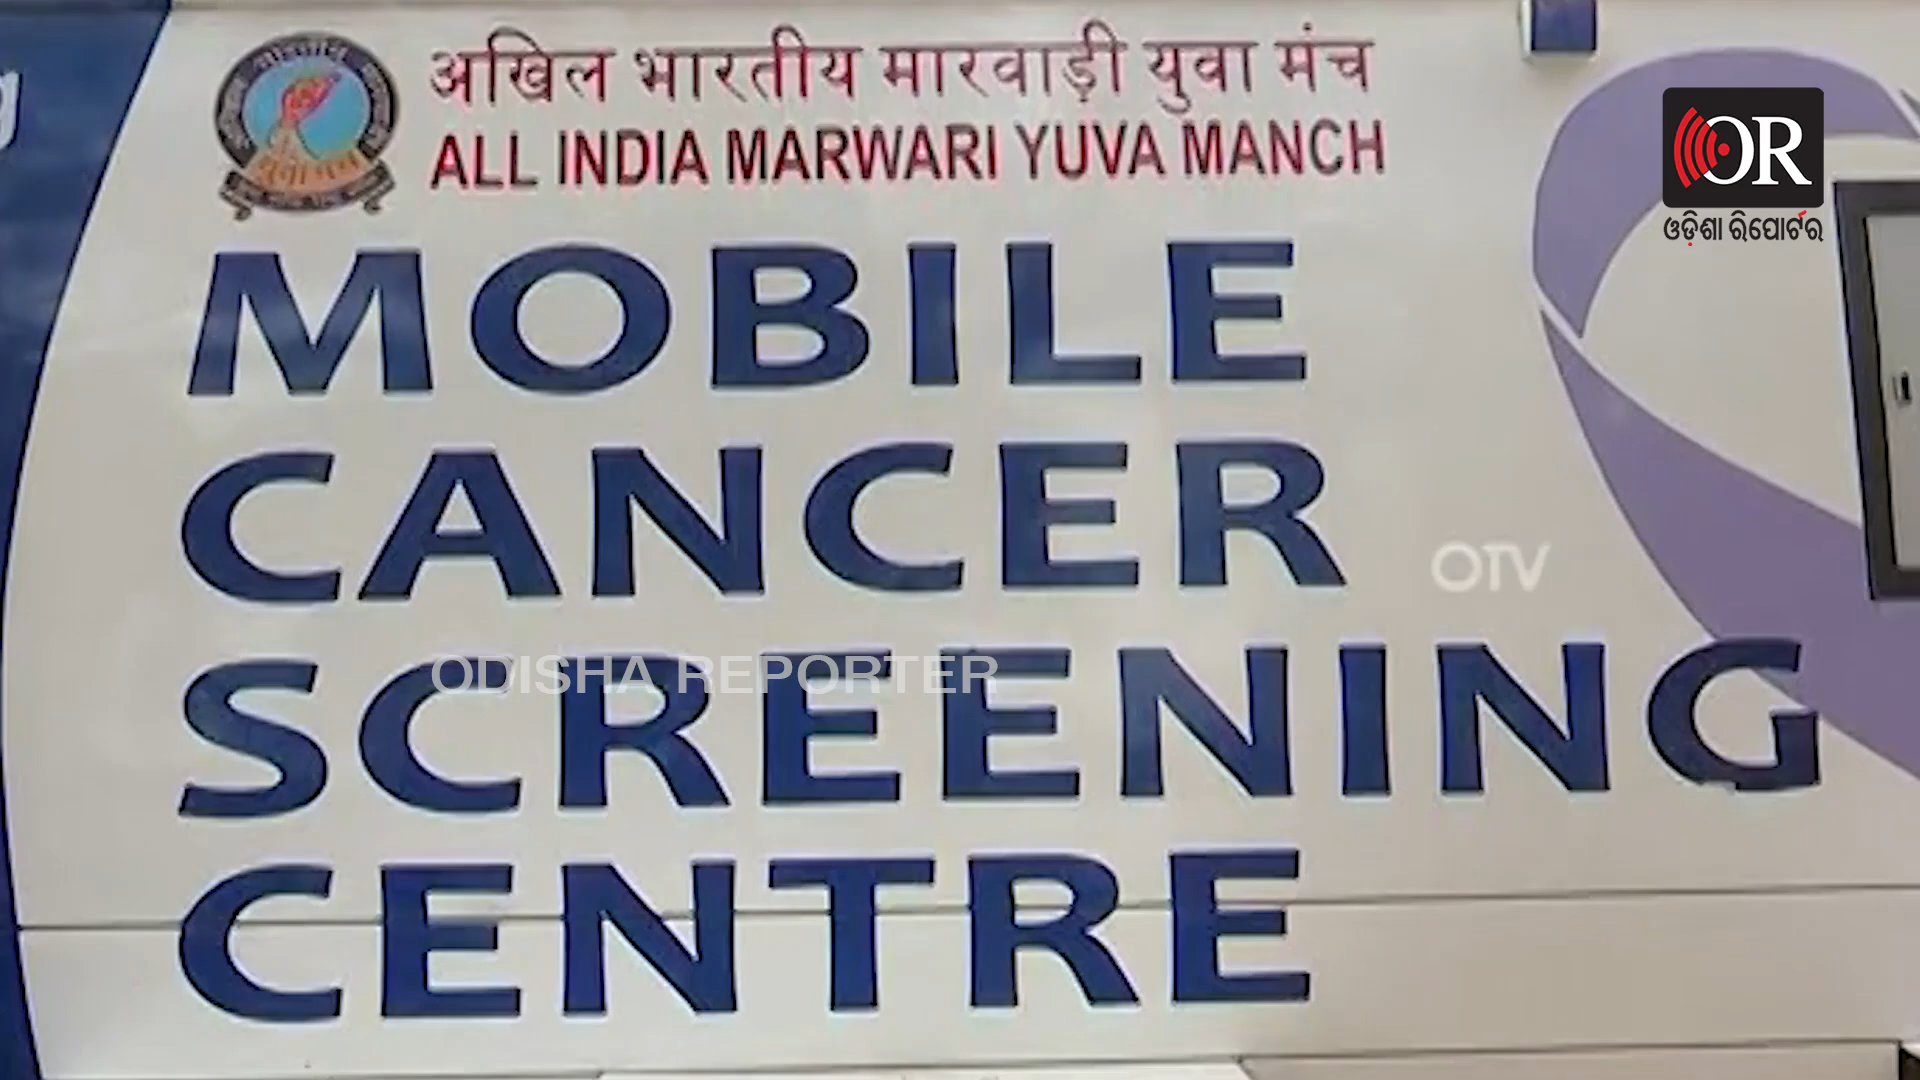 अखिल भारतीय मारवाड़ी युवा मंच
ALL INDIA MARWARI YUVA MANCH
OR
ଓଡ଼ିଶା ରିପୋର୍ଟର
MOBILE
CANCER
OTV
SCREENING
ODISHA REPORTER
CENTRE